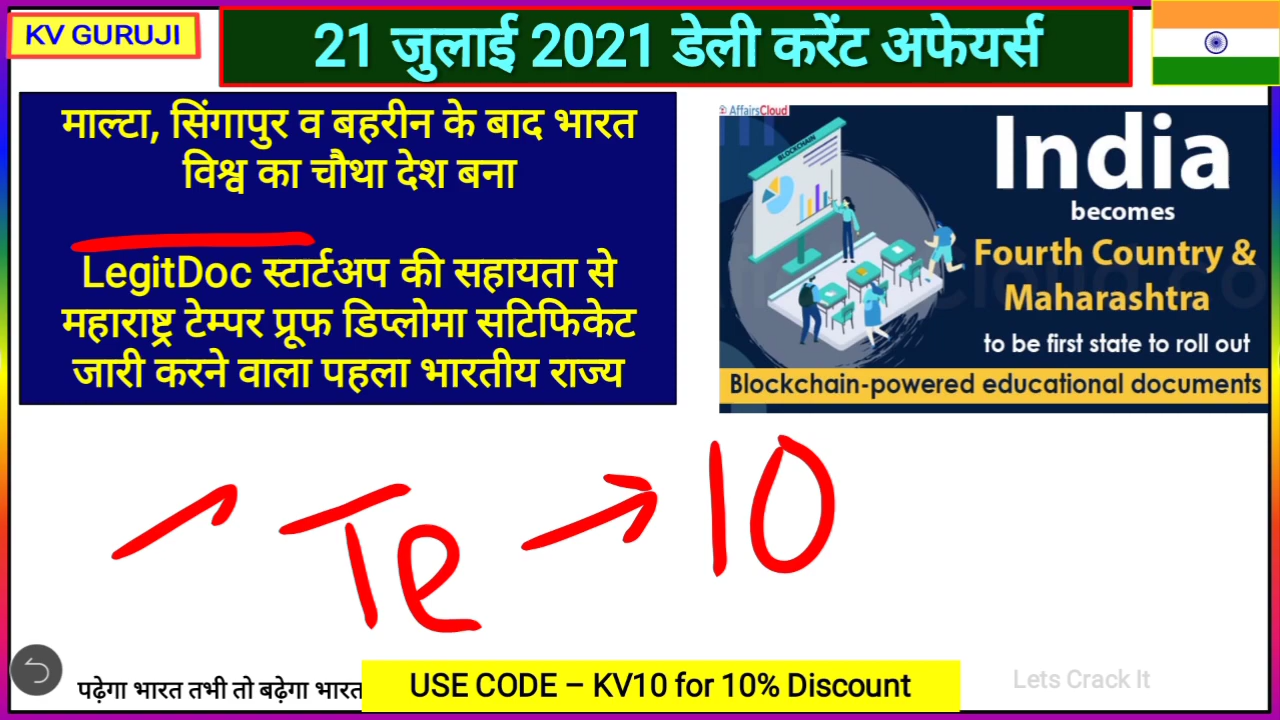 KV GURUJI
21 जुलाई 2021 डेली करेंट अफेयर्स
माल्टा, सिंगापुर व बहरीन के बाद भारत
विश्व का चौथा देश बना
LegitDoc स्टार्टअप की सहायता से
महाराष्ट्र टेम्पर प्रूफ डिप्लोमा सटिफिकेट
जारी करने वाला पहला भारतीय राज्य
AffairsCloud
BLOCKCHAIN
India
becomes
Fourth Country &
Maharashtra
to be first state to roll out
Blockchain-powered educational documents
Te
10
पढ़ेगा भारत तभी तो बढ़ेगा भारत
USE CODE – KV10 for 10% Discount
Lets Crack It